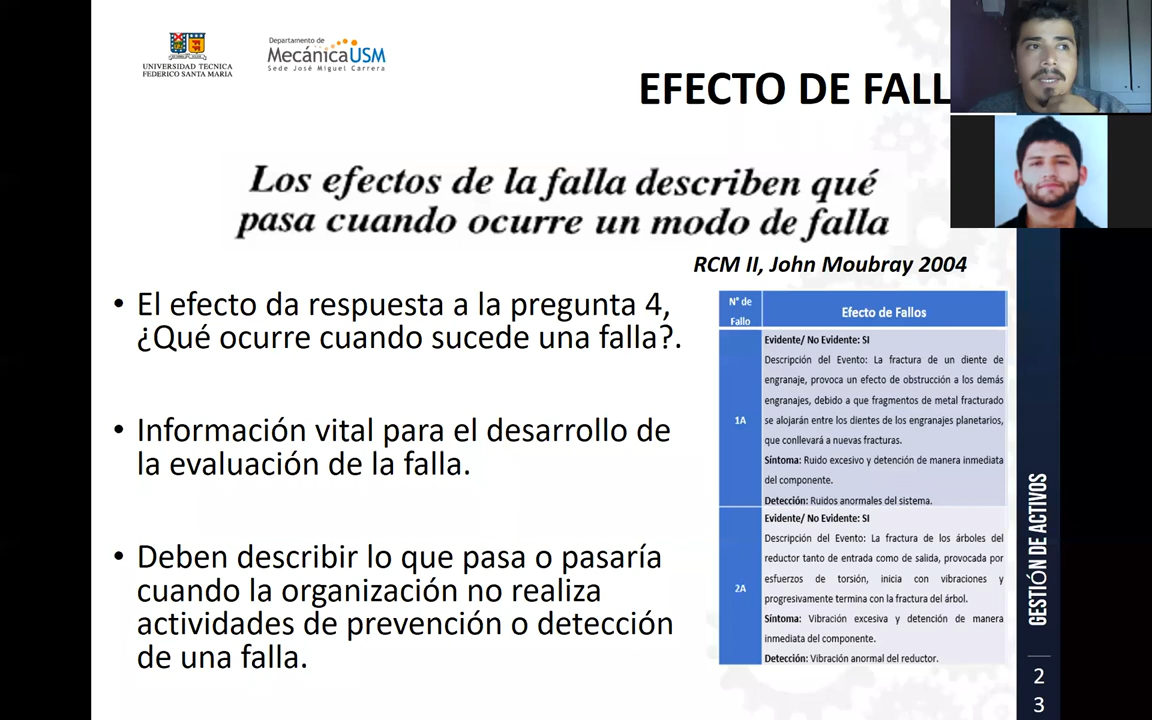 UNIVERSIDAD TECNICA
FEDERICO SANTA MARIA
Departamento de
MecánicaUSM
Sede José Miguel Carrera
EFECTO DE FALL
Los efectos de la falla describen qué
pasa cuando ocurre un modo de falla
RCM II, John Moubray 2004
• El efecto da respuesta a la pregunta 4,
¿Qué ocurre cuando sucede una falla?.
• Información vital para el desarrollo de
la evaluación de la falla.
• Deben describir lo que pasa o pasaría
cuando la organización no realiza
actividades de prevención o detección
de una falla.
N° de
Fallo
Efecto de Fallos
1A
Evidente/ No Evidente: SI
Descripción del Evento: La fractura de un diente de
engranaje, provoca un efecto de obstrucción a los demás
engranajes, debido a que fragmentos de metal fracturado
se alojarán entre los dientes de los engranajes planetarios,
que conllevará a nuevas fracturas.
Síntoma: Ruido excesivo y detención de manera inmediata
del componente.
Detección: Ruidos anormales del sistema.
2A
Evidente/ No Evidente: SI
Descripción del Evento: La fractura de los árboles del
reductor tanto de entrada como de salida, provocada por
esfuerzos de torsión, inicia con vibraciones y
progresivamente termina con la fractura del árbol.
Síntoma: Vibración excesiva y detención de manera
inmediata del componente.
Detección: Vibración anormal del reductor.
GESTIÓN DE ACTIVOS
2
3